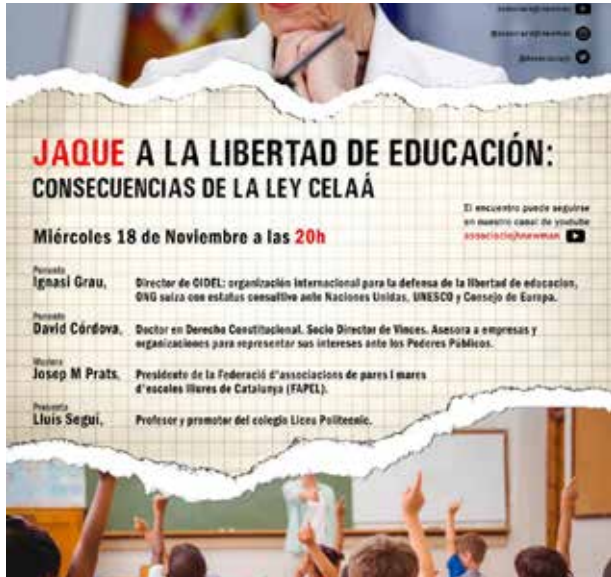 JAQUE A LA LIBERTAD DE EDUCACIÓN:
CONSECUENCIAS DE LA LEY CELAÁ
El encuentro puede seguirse
en nuestro canal de youtube
associaciojhnewman
Miércoles 18 de Noviembre a las 20h
Ponente
Ignasi Grau,
Director de OIDEL: organización internacional para la defensa de la libertad de educacion,
ONG suiza con estatus consultivo ante Naciones Unidas, UNESCO y Consejo de Europa.
Ponente
David Córdova,
Doctor en Derecho Constitucional. Socio Director de Vinces. Asesora a empresas y
organizaciones para representar sus intereses ante los Poderes Públicos.
Modera
Josep M Prats,
Presidente de la Federació d'associacions de pares i mares
d'escoles lliures de Catalunya (FAPEL).
Presenta
Lluís Seguí,
Profesor y promotor del colegio Liceu Politecnic.